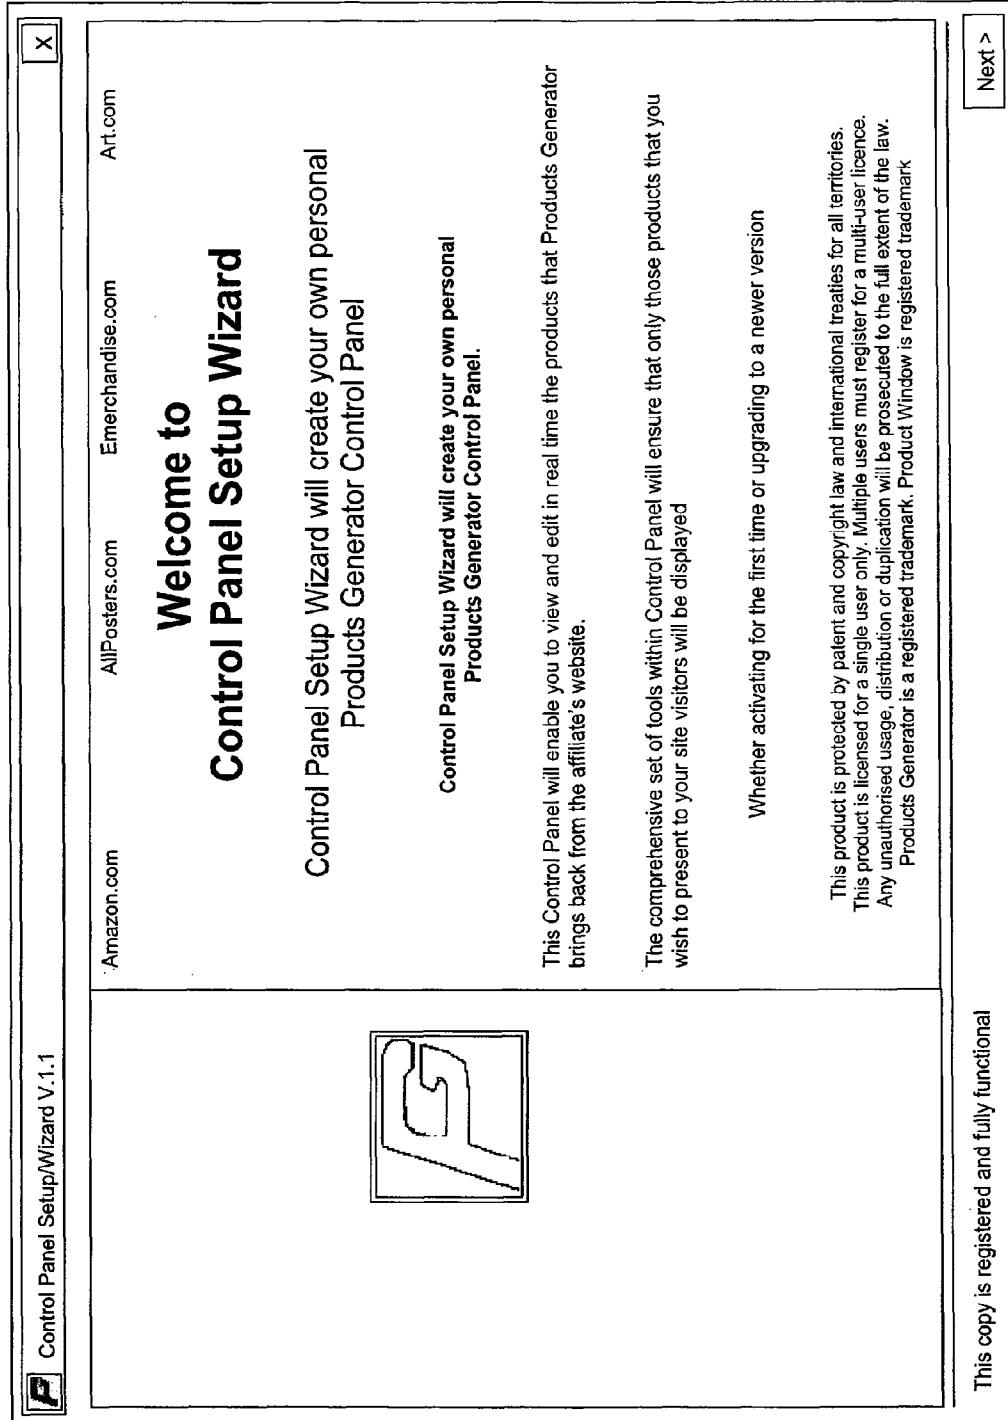 Control Panel Setup/Wizard V.1.1
X
Amazon.com AllPosters.com Emerchandise.com Art.com
Welcome to
Control Panel Setup Wizard
Control Panel Setup Wizard will create your own personal
Products Generator Control Panel
Control Panel Setup Wizard will create your own personal
Products Generator Control Panel.
This Control Panel will enable you to view and edit in real time the products that Products Generator
brings back from the affiliate's website.
The comprehensive set of tools within Control Panel will ensure that only those products that you
wish to present to your site visitors will be displayed
Whether activating for the first time or upgrading to a newer version
This product is protected by patent and copyright law and international treaties for all territories.
This product is licensed for a single user only. Multiple users must register for a multi-user licence.
Any unauthorised usage, distribution or duplication will be prosecuted to the full extent of the law.
Products Generator is a registered trademark. Product Window is registered trademark
This copy is registered and fully functional
Next >